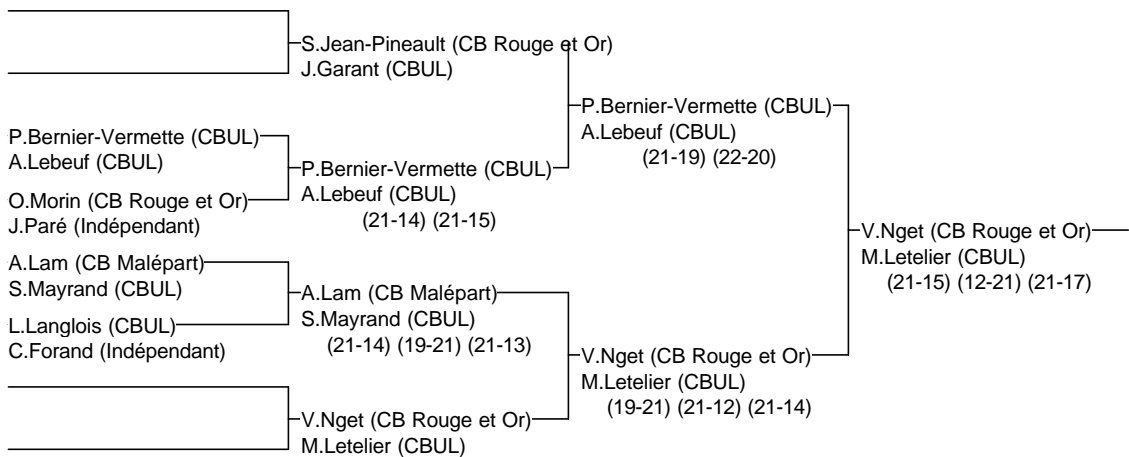 S.Jean-Pineault (CB Rouge et Or)
J.Garant (CBUL)
P.Bernier-Vermette (CBUL)
A.Lebeuf (CBUL)
O.Morin (CB Rouge et Or)
J.Paré (Indépendant)
P.Bernier-Vermette (CBUL)
A.Lebeuf (CBUL)
(21-14) (21-15)
P.Bernier-Vermette (CBUL)
A.Lebeuf (CBUL)
(21-19) (22-20)
A.Lam (CB Malépart)
S.Mayrand (CBUL)
L.Langlois (CBUL)
C.Forand (Indépendant)
A.Lam (CB Malépart)
S.Mayrand (CBUL)
(21-14) (19-21) (21-13)
V.Nget (CB Rouge et Or)
M.Letelier (CBUL)
V.Nget (CB Rouge et Or)
M.Letelier (CBUL)
(19-21) (21-12) (21-14)
V.Nget (CB Rouge et Or)
M.Letelier (CBUL)
(21-15) (12-21) (21-17)